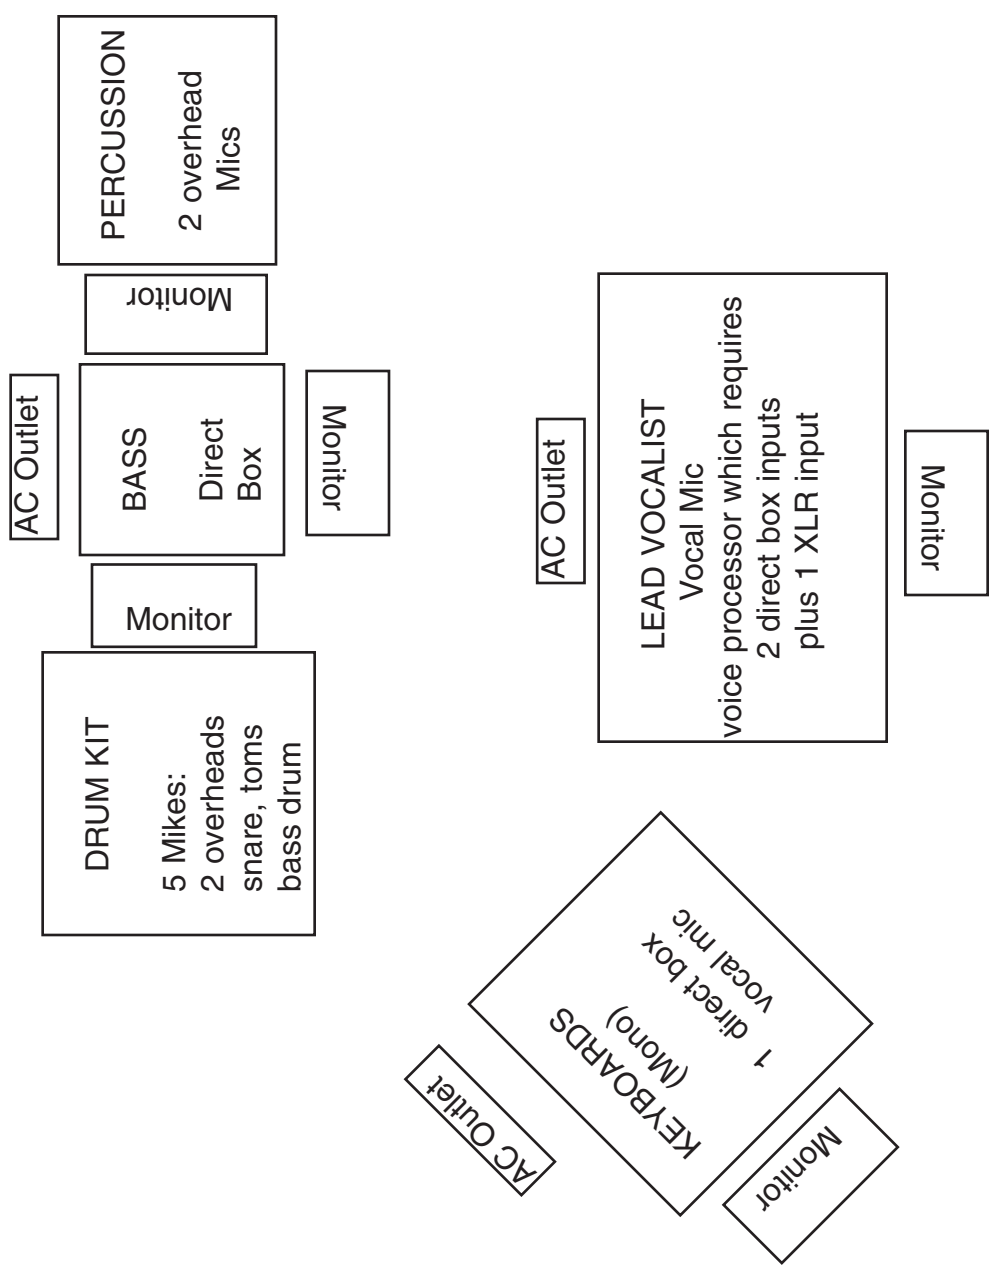 DRUM KIT
5 Mikes:
2 overheads
snare, toms
bass drum
Monitor
AC Outlet
BASS
Direct
Box
Monitor
Monitor
PERCUSSION
2 overhead
Mics
AC Outlet
KEYBOARDS
(Mono)
1 direct box
vocal mic
Monitor
AC Outlet
LEAD VOCALIST
Vocal Mic
voice processor which requires
2 direct box inputs
plus 1 XLR input
Monitor